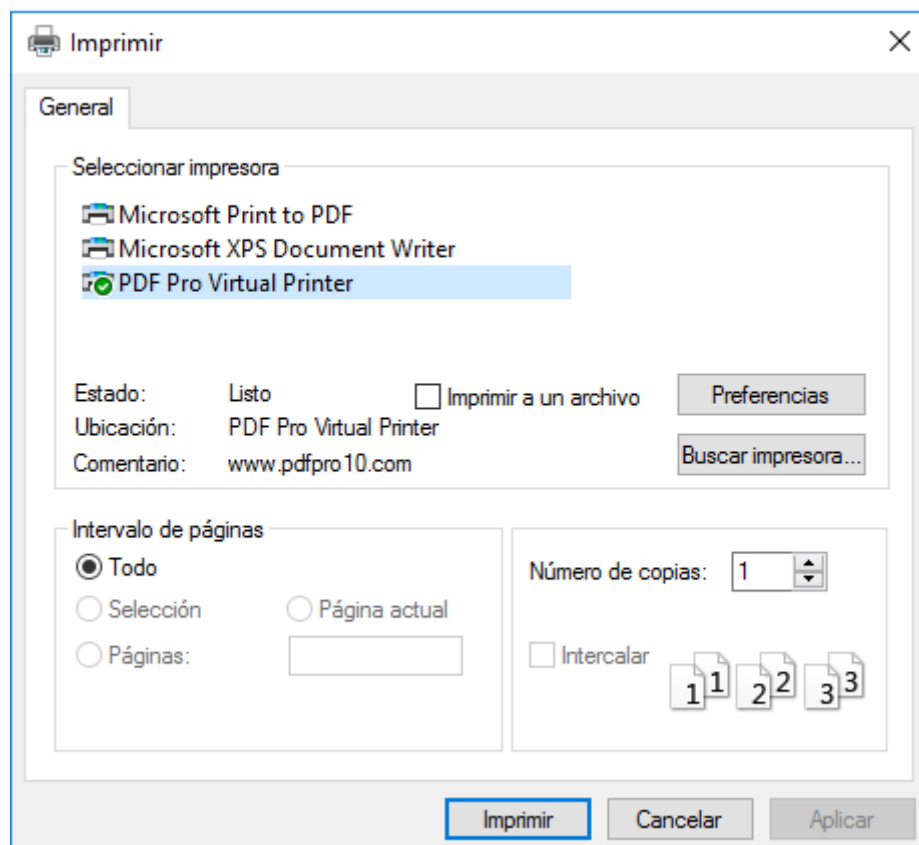 Imprimir
General
Seleccionar impresora
Microsoft Print to PDF
Microsoft XPS Document Writer
PDF Pro Virtual Printer
Estado: Listo Imprimir a un archivo Preferencias
Ubicación: PDF Pro Virtual Printer
Comentario: www.pdfpro10.com Buscar impresora...
Intervalo de páginas
Todo
Número de copias: 1
Selección Página actual
Páginas:
Intercalar
1 1 2 2 3 3
Imprimir Cancelar Aplicar